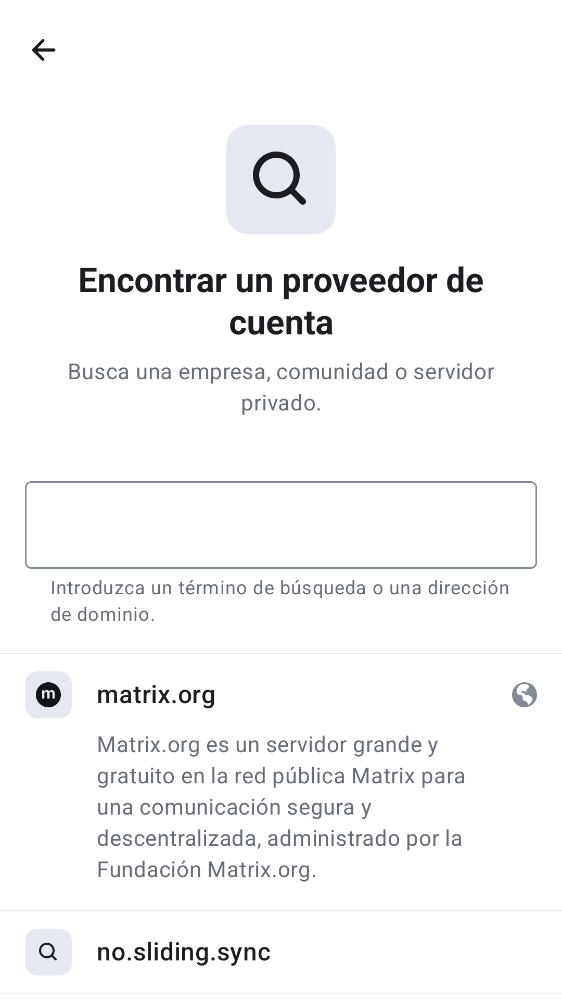 Encontrar un proveedor de
cuenta
Busca una empresa, comunidad o servidor
privado.
Introduzca un término de búsqueda o una dirección
de dominio.
m
matrix.org
Matrix.org es un servidor grande y
gratuito en la red pública Matrix para
una comunicación segura y
descentralizada, administrado por la
Fundación Matrix.org.
no.sliding.sync